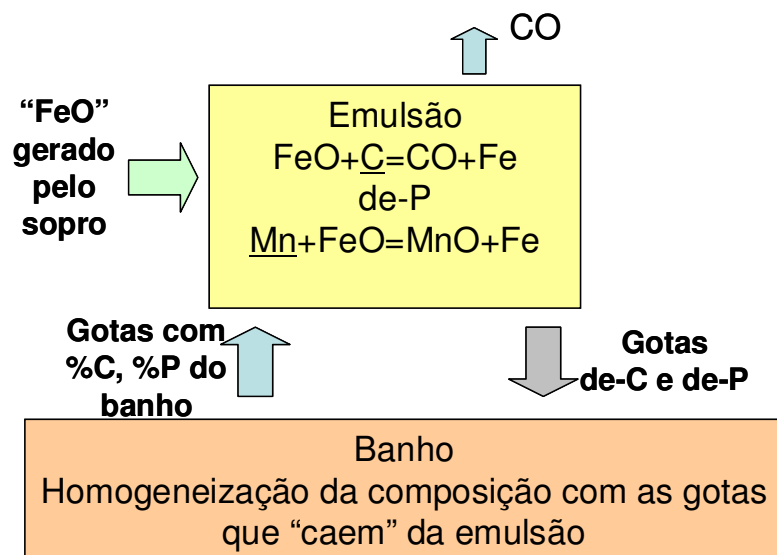 CO
“FeO”
gerado
pelo
sopro
Emulsão
FeO+C=CO+Fe
de-P
Mn+FeO=MnO+Fe
Gotas com
%C, %P do
banho
Gotas
de-C e de-P
Banho
Homogeneização da composição com as gotas
que “caem” da emulsão